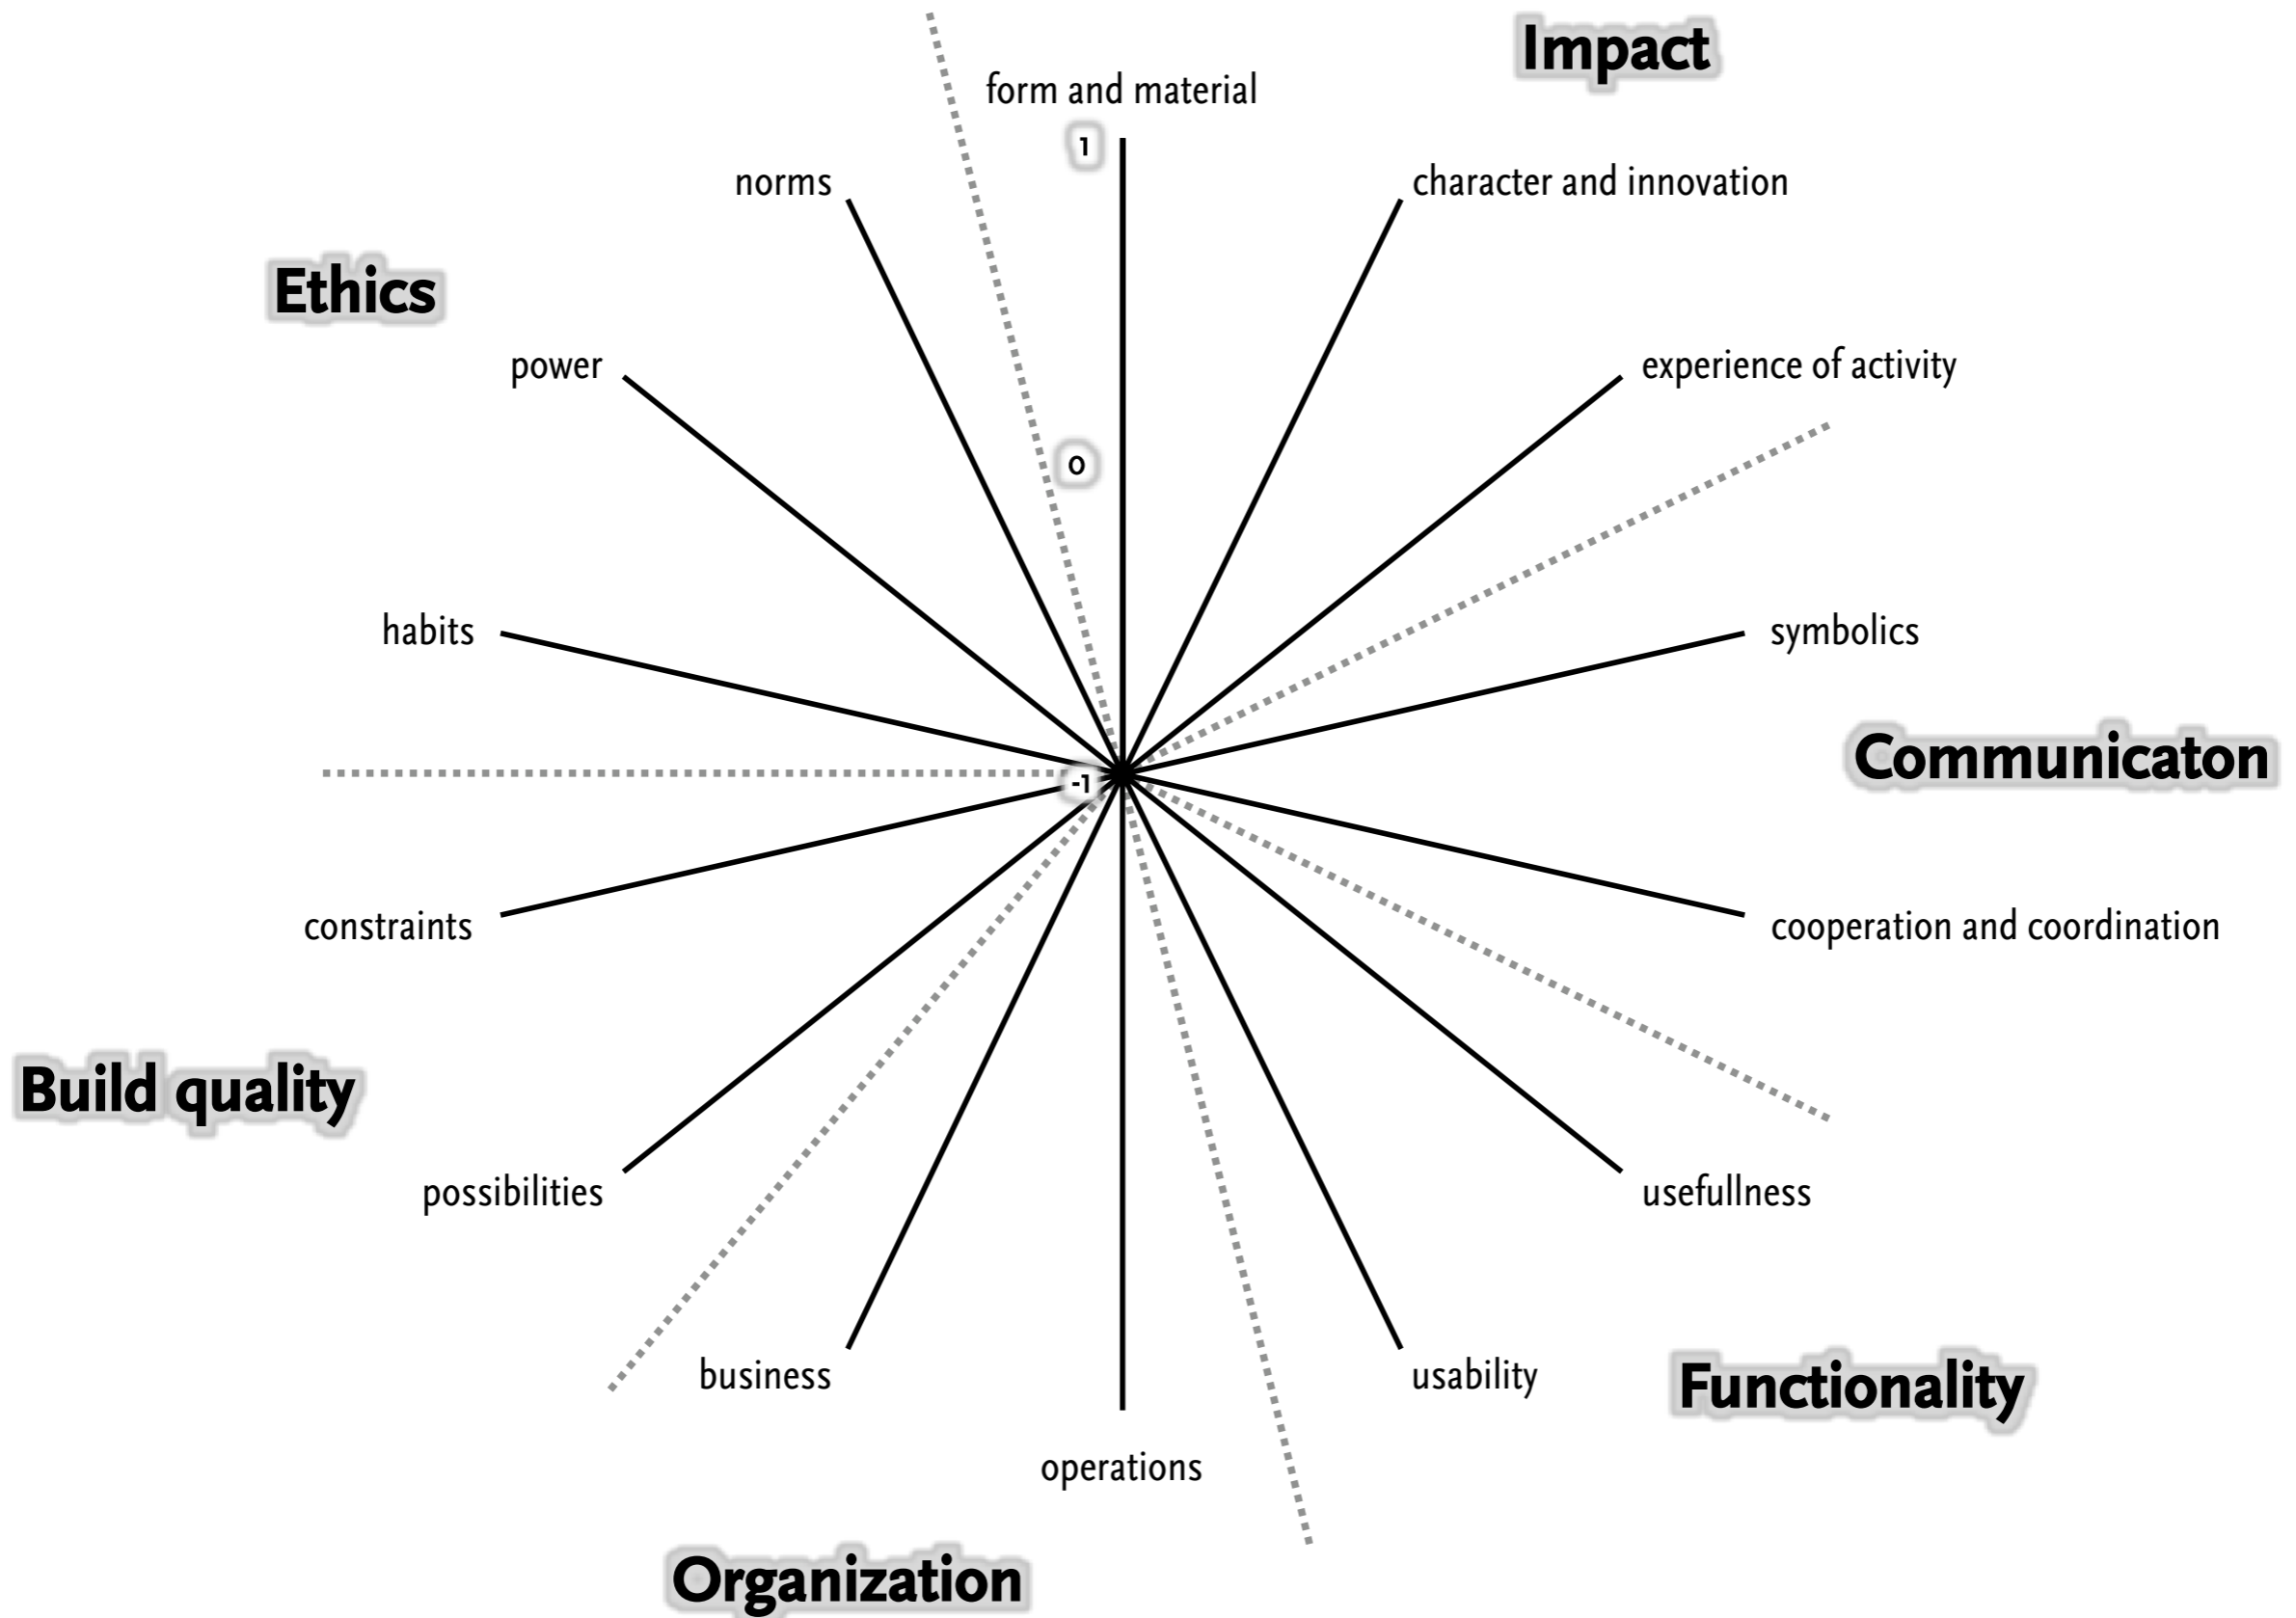 Impact
form and material
1
norms
character and innovation
Ethics
power
experience of activity
0
habits
symbolics
Communicaton
-1
constraints
cooperation and coordination
Build quality
possibilities
usefullness
business
usability
Functionality
operations
Organization